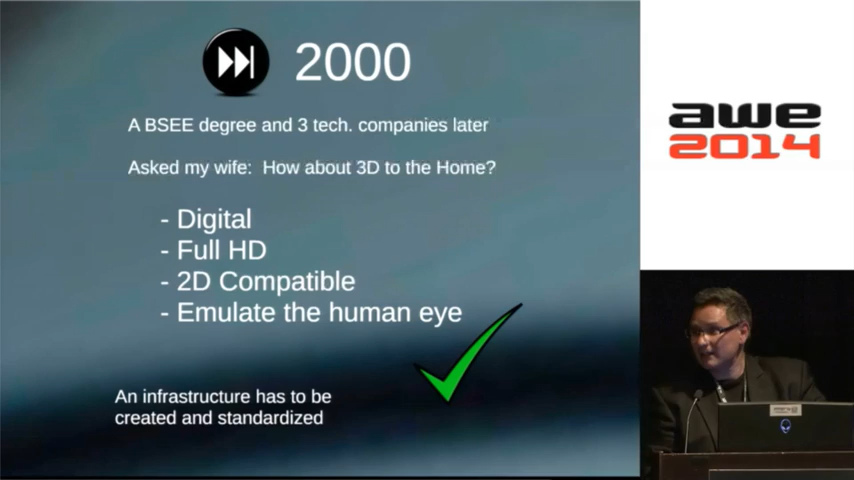 2000
A BSEE degree and 3 tech. companies later
Asked my wife: How about 3D to the Home?
- Digital
- Full HD
- 2D Compatible
- Emulate the human eye
An infrastructure has to be
created and standardized
awe
2014